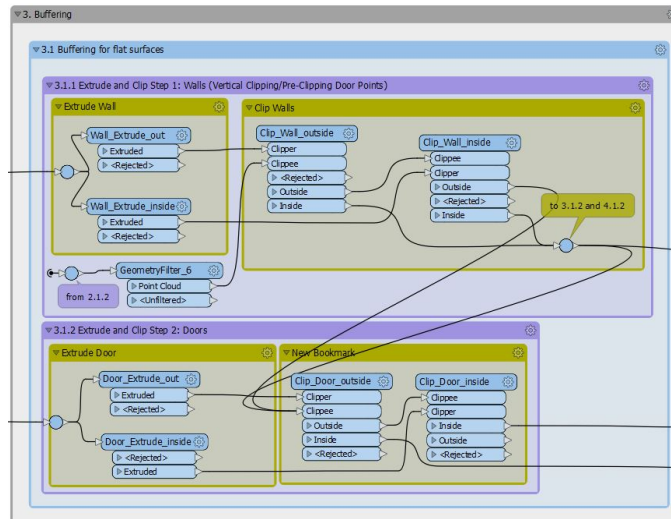 3. Buffering
3.1 Buffering for flat surfaces
3.1.1 Extrude and Clip Step 1: Walls (Vertical Clipping/Pre-Clipping Door Points)
Extrude Wall
Wall_Extrude_out
Extruded
<Rejected>
Wall_Extrude_inside
Extruded
<Rejected>
Clip Walls
Clip_Wall_outside
Clipper
Clippee
<Rejected>
Outside
Inside
Clip_Wall_inside
Clippee
Clipper
Outside
<Rejected>
Inside
to 3.1.2 and 4.1.2
from 2.1.2
GeometryFilter_6
Point Cloud
<Unfiltered>
3.1.2 Extrude and Clip Step 2: Doors
Extrude Door
Door_Extrude_out
Extruded
<Rejected>
Door_Extrude_inside
<Rejected>
Extruded
New Bookmark
Clip_Door_outside
Clipper
Clippee
Outside
Inside
<Rejected>
Clip_Door_inside
Clippee
Clipper
Inside
Outside
<Rejected>